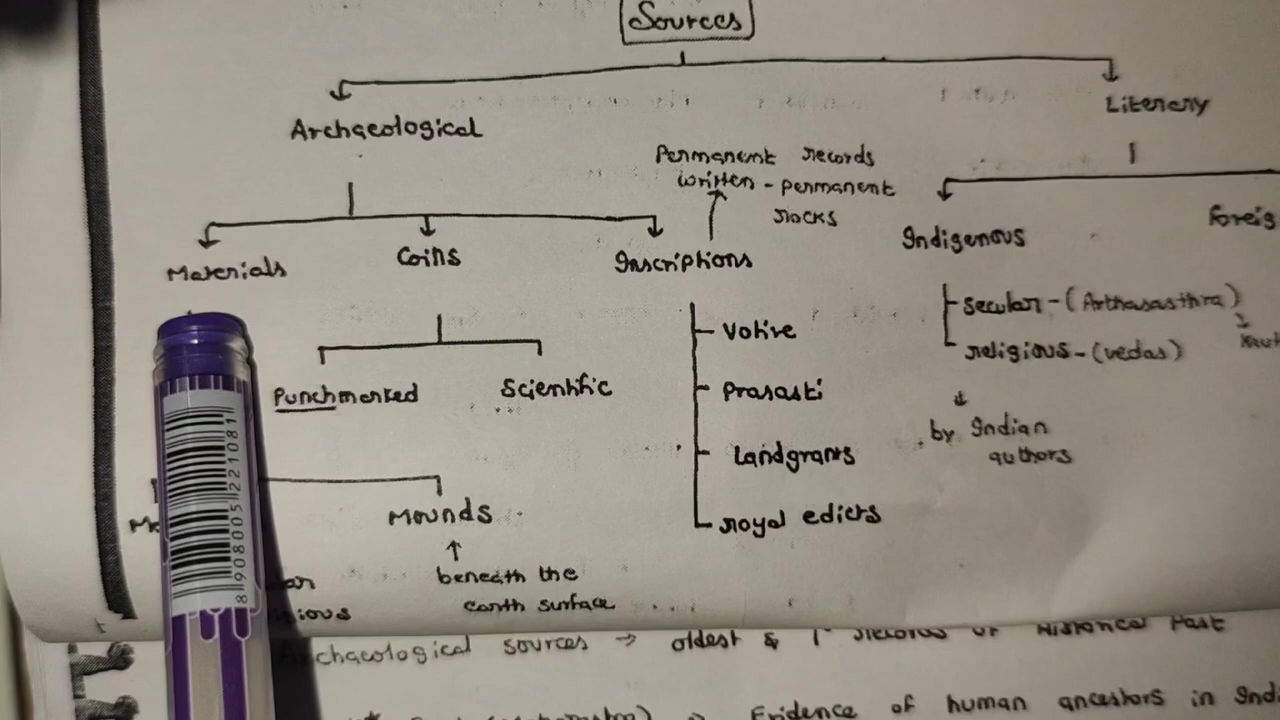 Sources
Archaeological
Literary
Permanent records
written - permanent
rocks
Materials
Coins
Inscriptions
Indigenous
Punchmarked
Scientific
Votive
Prasasti
Landgrants
royal edicts
secular - (Arthasasthra)
religious - (vedas)
by Indian
authors
Mounds
beneath the
earth surface
8908005221081
sources → oldest &
Past
Evidence of human ancestors in